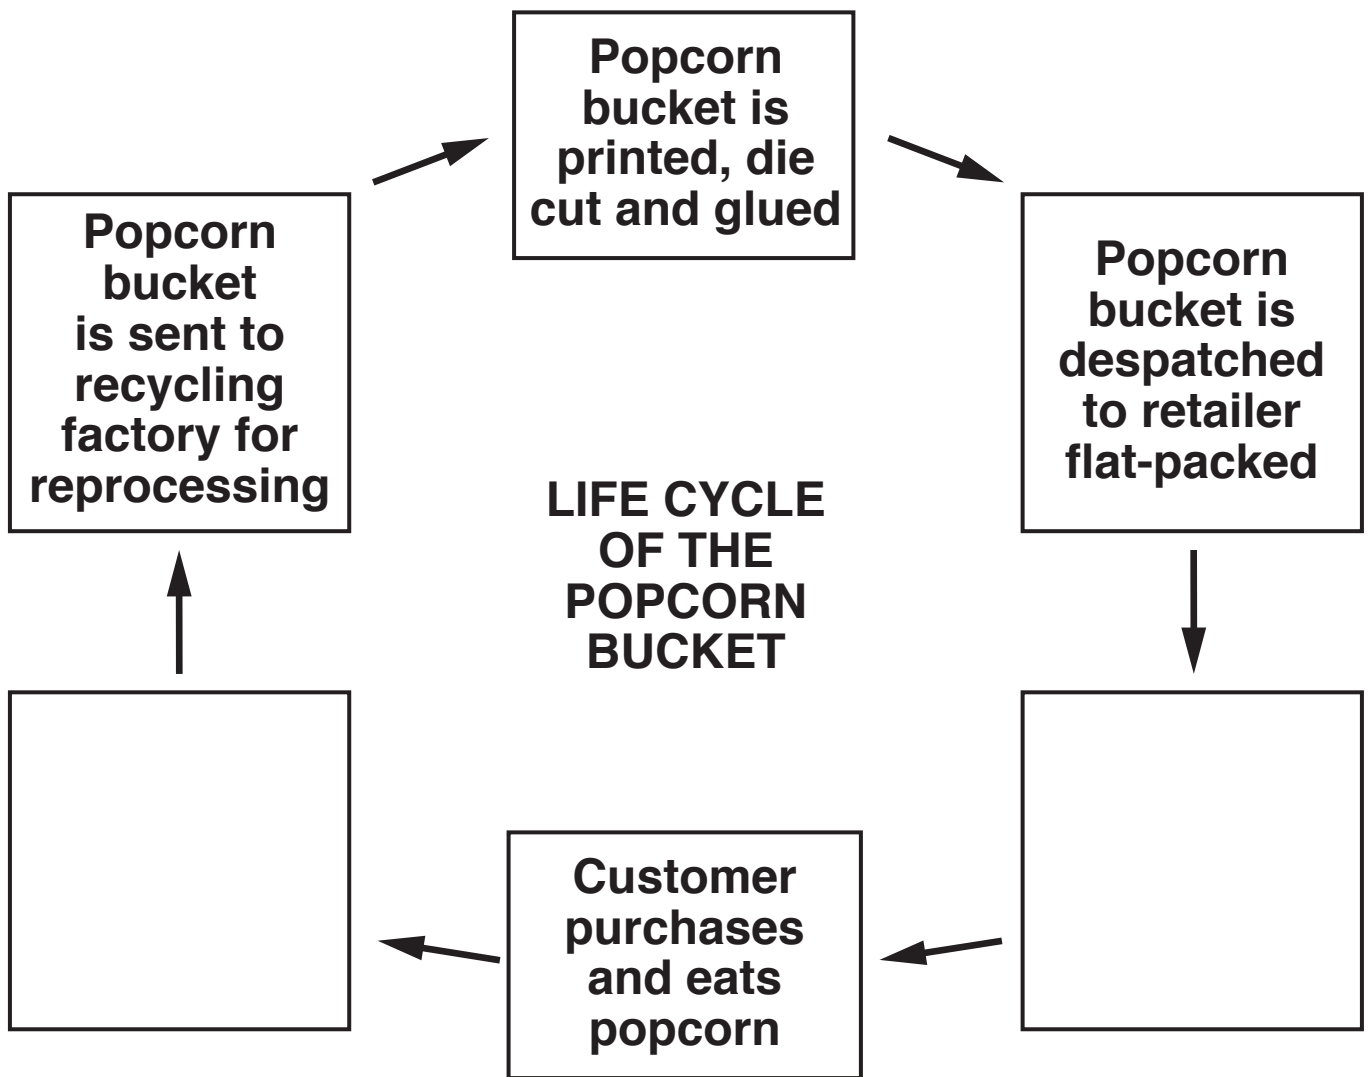 Popcorn
bucket is
printed, die
cut and glued
Popcorn
bucket is
despatched
to retailer
flat-packed
Customer
purchases
and eats
popcorn
Popcorn
bucket
is sent to
recycling
factory for
reprocessing
LIFE CYCLE
OF THE
POPCORN
BUCKET